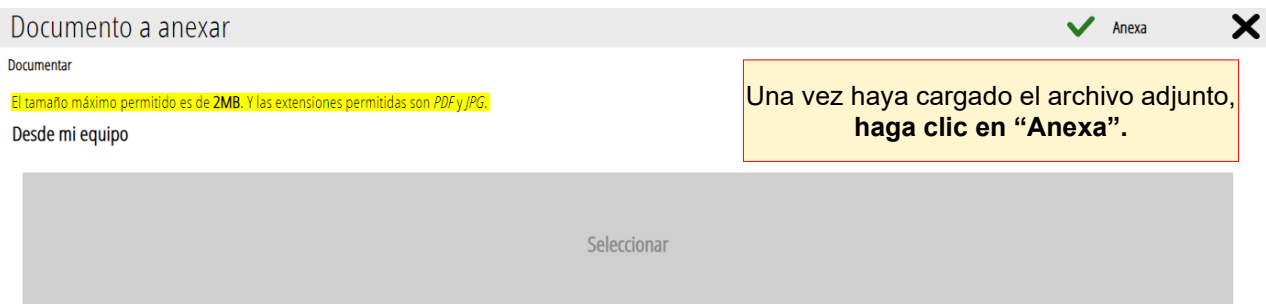 Documento a anexar
Anexa
Documentar
El tamaño máximo permitido es de 2MB. Y las extensiones permitidas son PDF y JPG.
Desde mi equipo
Una vez haya cargado el archivo adjunto,
haga clic en “Anexa”.
Seleccionar